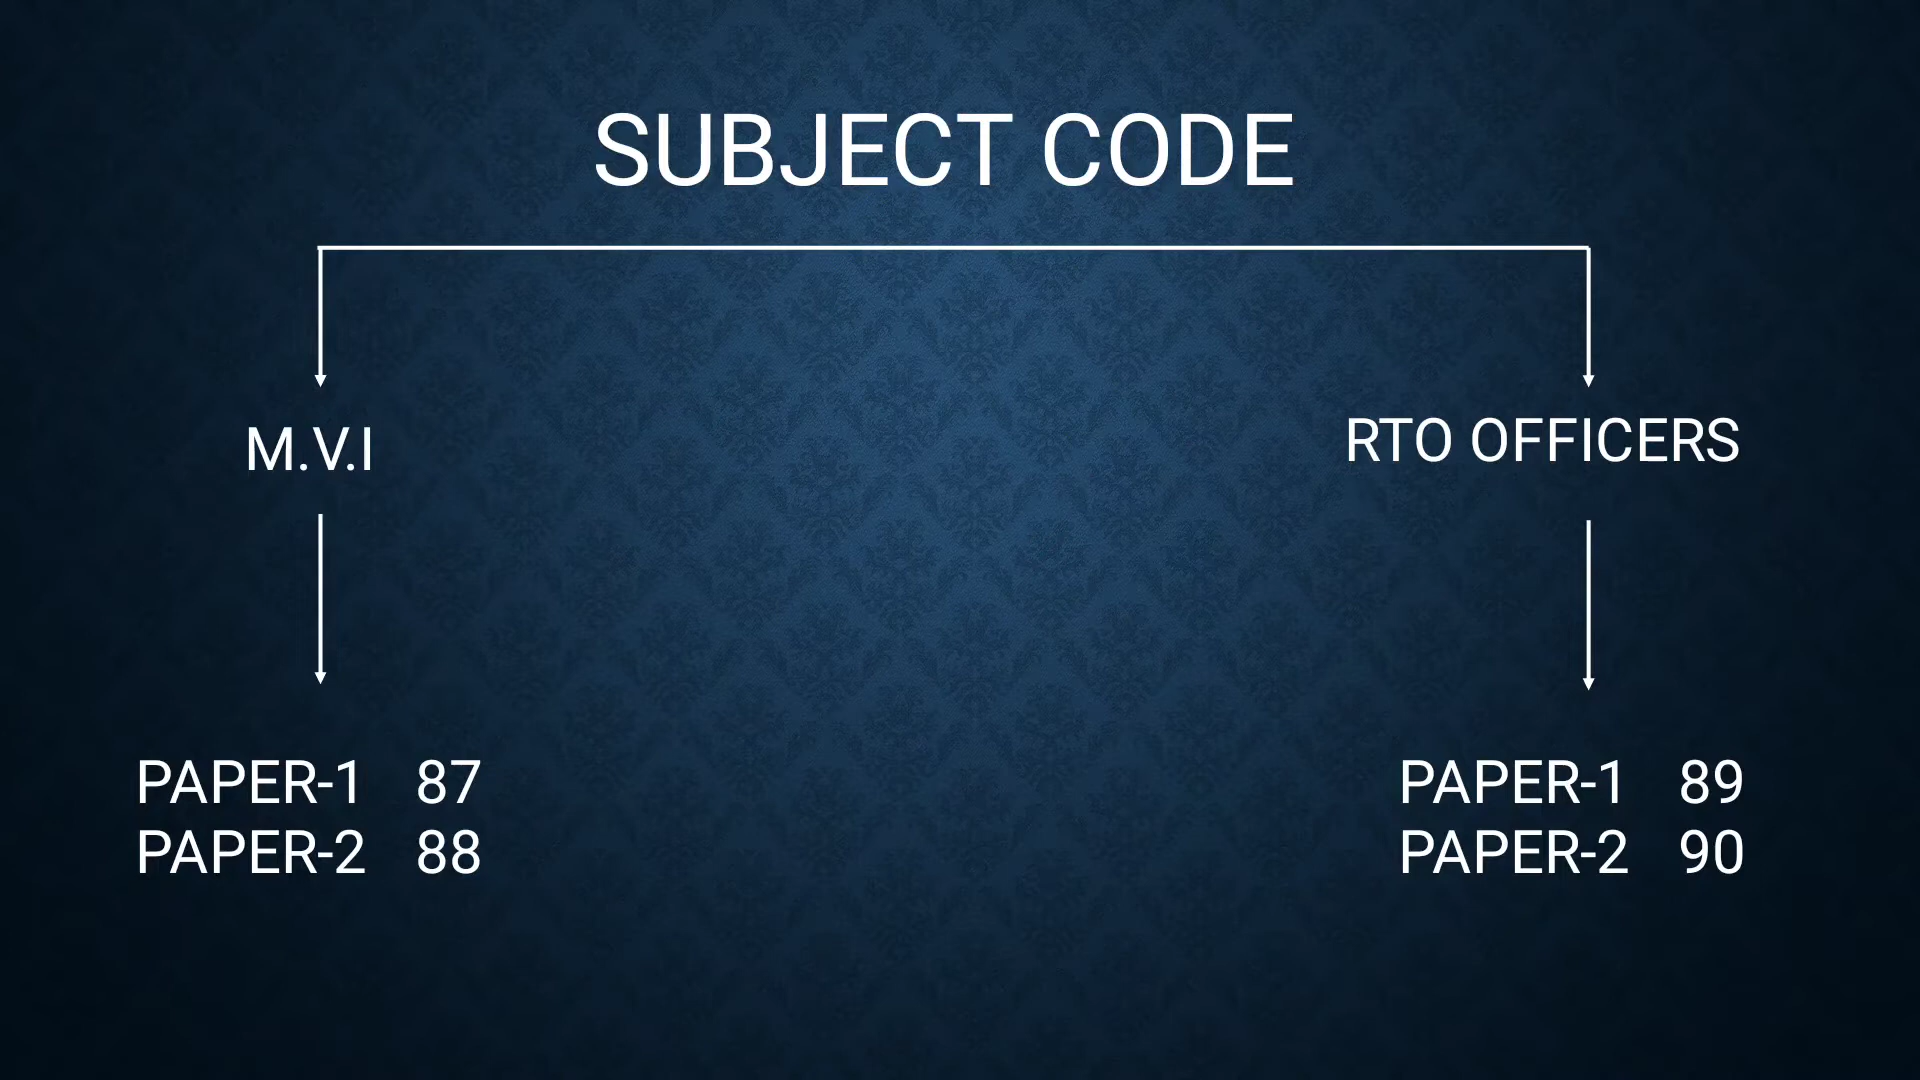 SUBJECT CODE
M.V.I
RTO OFFICERS
PAPER-1 87
PAPER-2 88
PAPER-1 89
PAPER-2 90